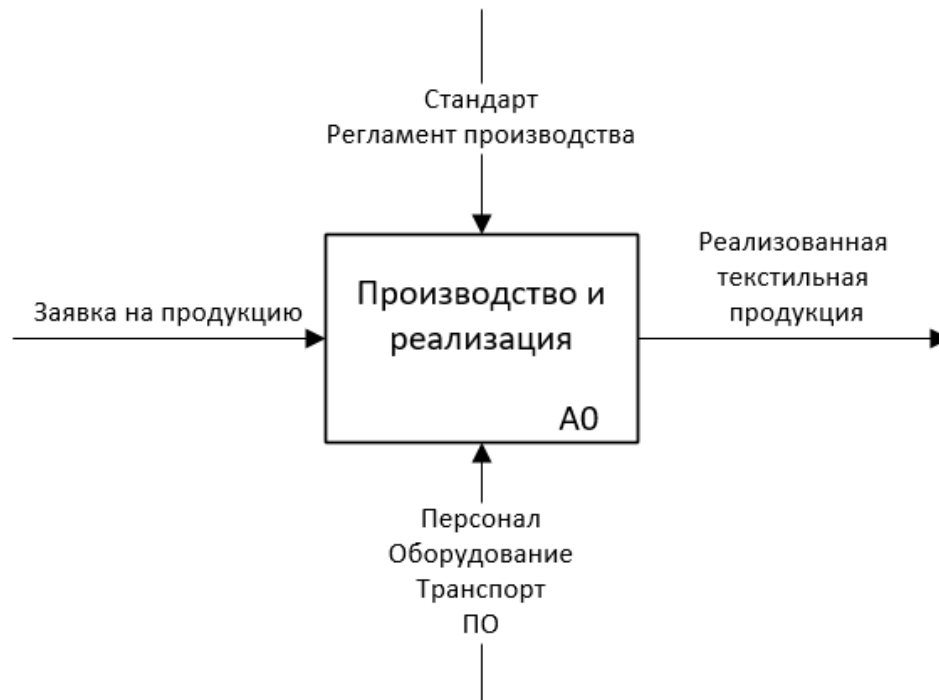 Стандарт
Регламент производства
Заявка на продукцию
Производство и
реализация
А0
Реализованная
текстильная
продукция
Персонал
Оборудование
Транспорт
ПО